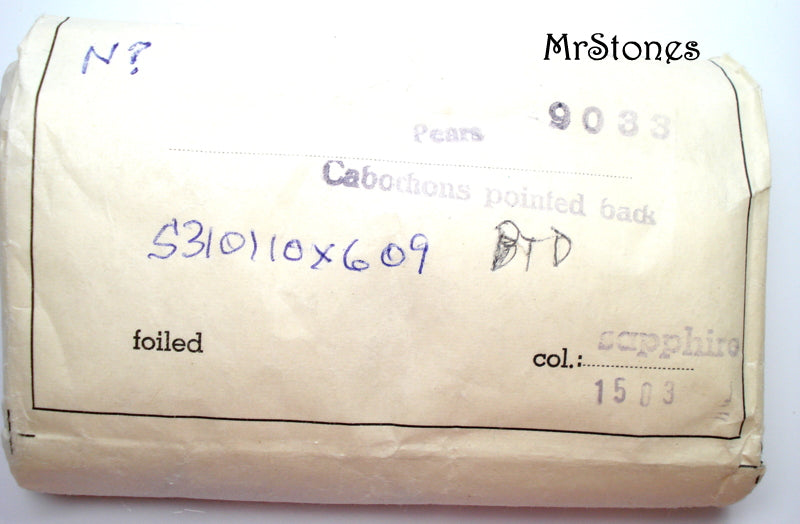 MrStones
N?
Pears 9033
Cabochons pointed back
S310110x609 BTD
foiled
col.: sapphire
1503